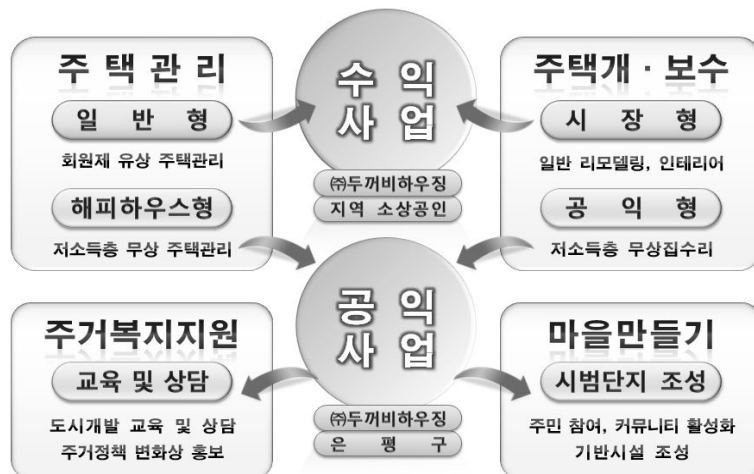 주택관리
일반형
회원제 유상 주택관리
해피하우스형
저소득층 무상 주택관리
수익
사업
㈜두꺼비하우징
지역 소상공인
주택개·보수
시장형
일반 리모델링, 인테리어
공익형
저소득층 무상집수리
공익
사업
㈜두꺼비하우징
은평구
주거복지지원
교육 및 상담
도시개발 교육 및 상담
주거정책 변화상 홍보
마을만들기
시범단지 조성
주민 참여, 커뮤니티 활성화
기반시설 조성